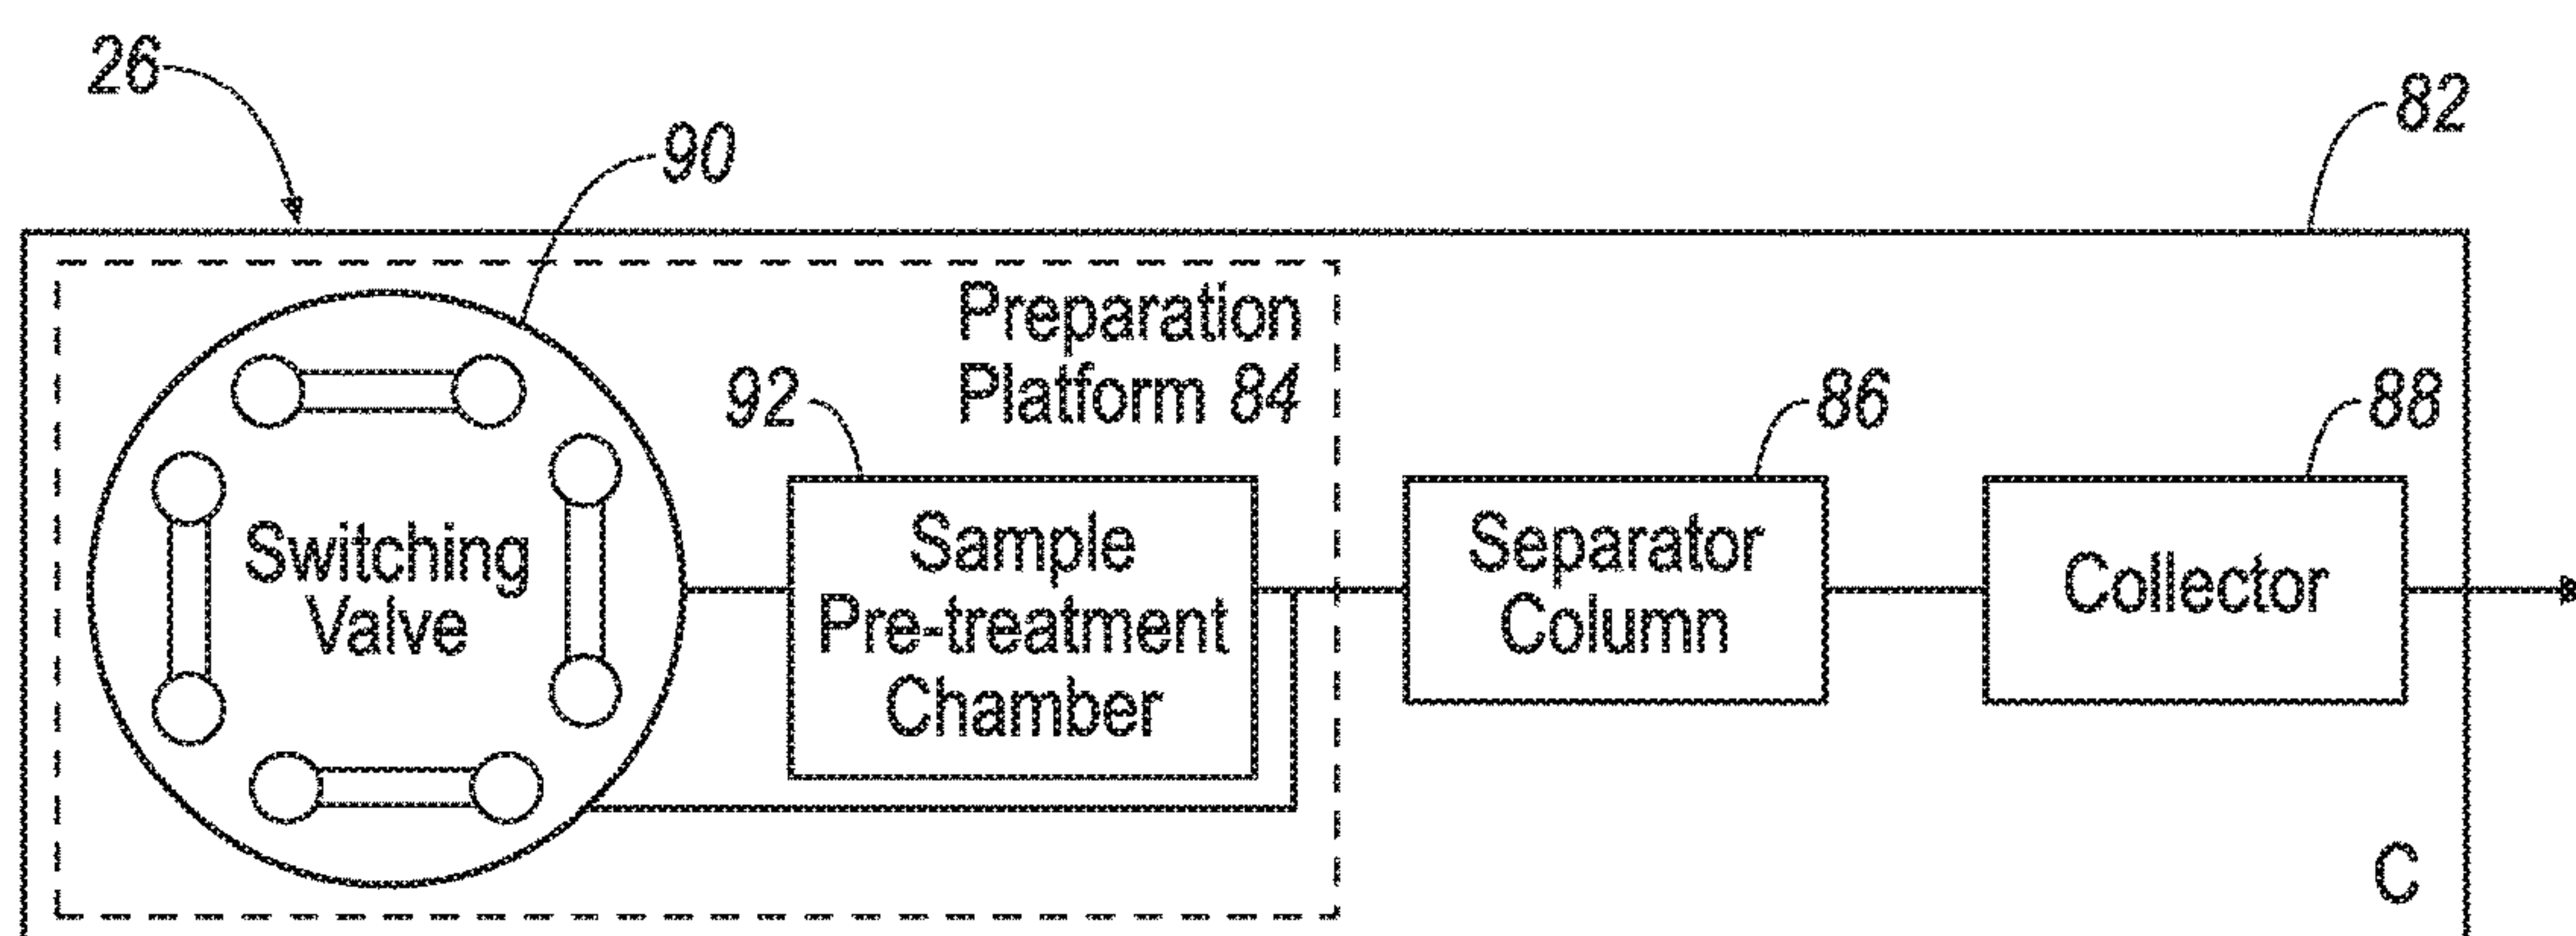 26
82
90
Preparation
Platform 84
92
86
88
Switching
Valve
Sample
Pre-treatment
Chamber
Separator
Column
Collector
C